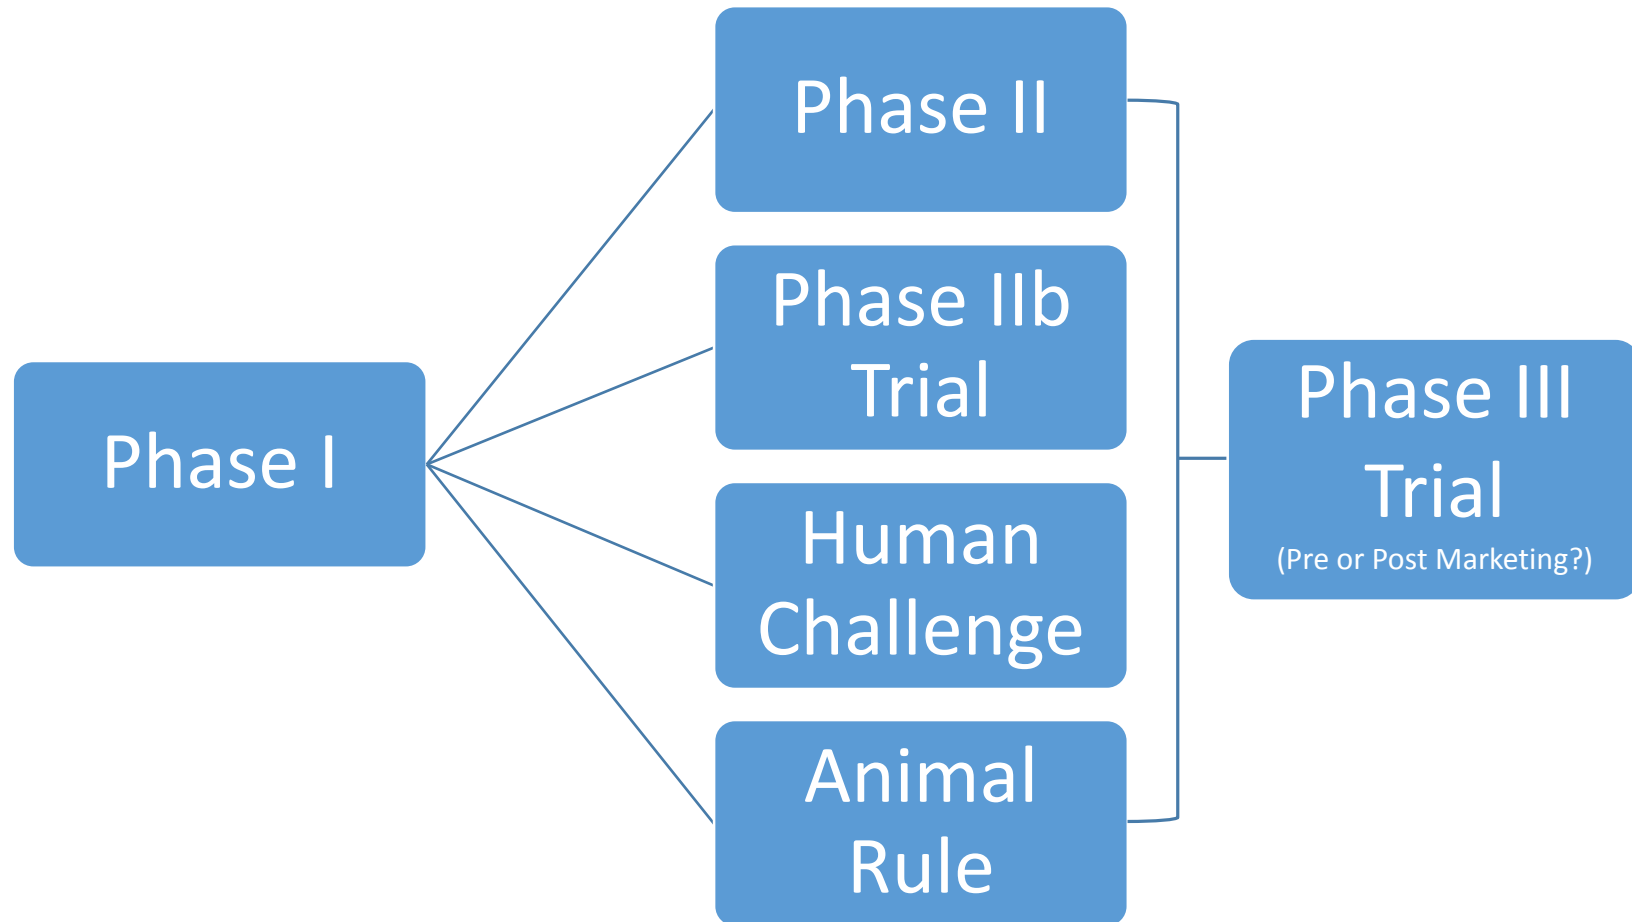 Phase I
Phase II
Phase IIb
Trial
Human
Challenge
Animal
Rule
Phase III
Trial
(Pre or Post Marketing?)